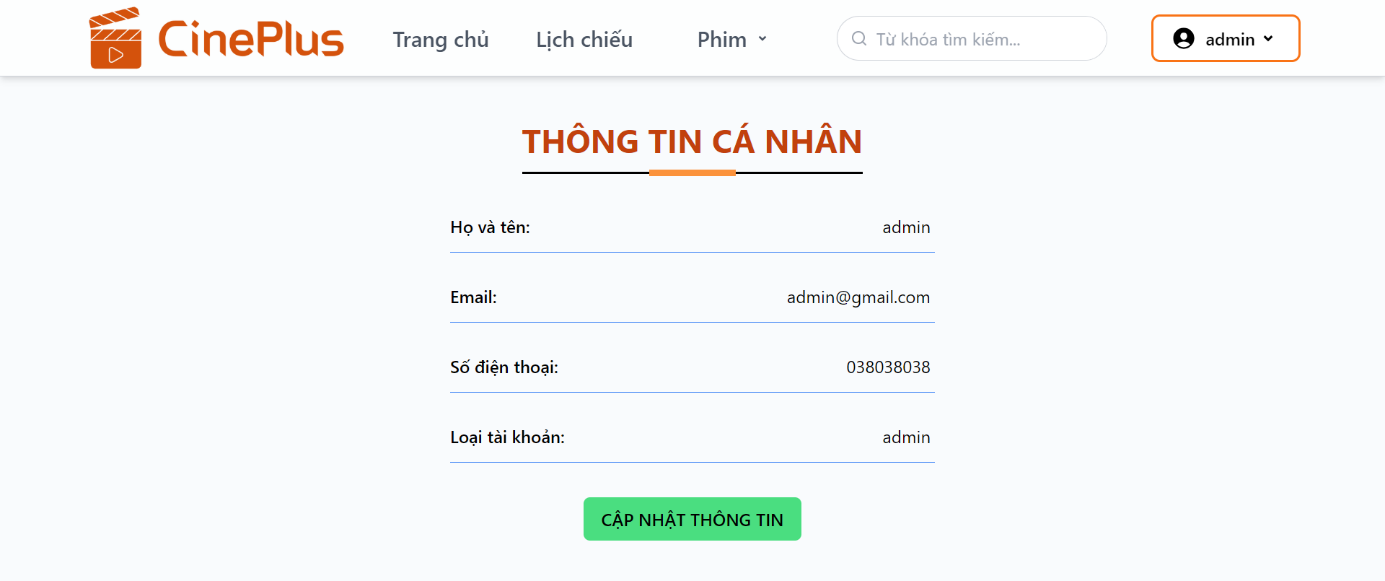 CinePlus Trang chủ Lịch chiếu Phim Từ khóa tìm kiếm... admin
THÔNG TIN CÁ NHÂN
Họ và tên: admin
Email: admin@gmail.com
Số điện thoại: 038038038
Loại tài khoản: admin
CẬP NHẬT THÔNG TIN